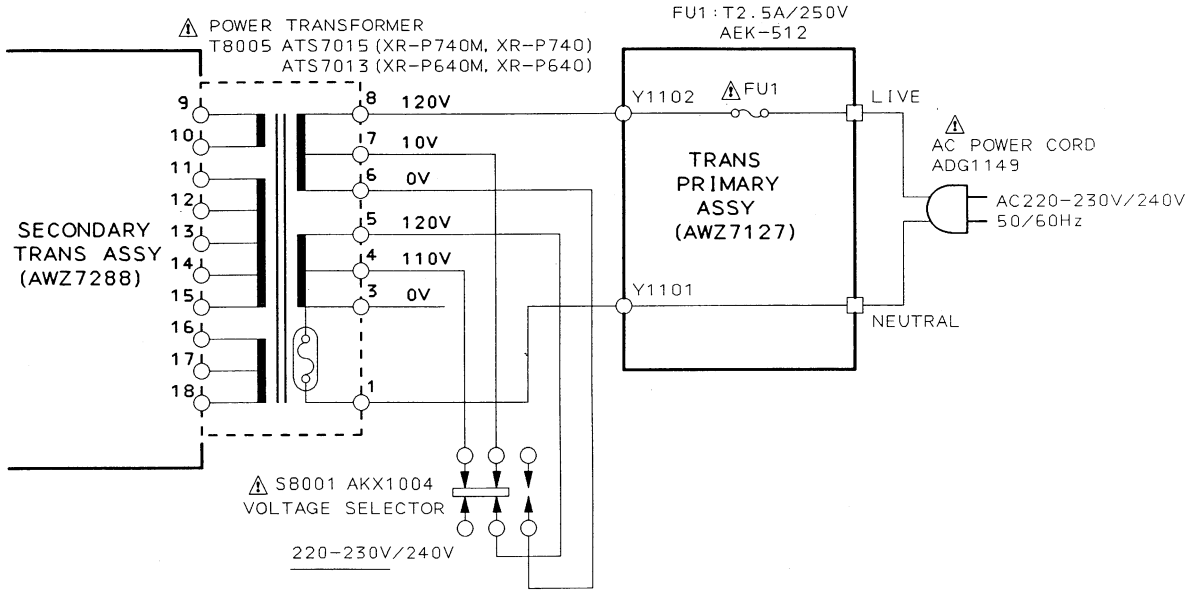 FU1:T2.5A/250V
AEK-512
POWER TRANSFORMER
T8005 ATS7015 (XR-P740M, XR-P740)
ATS7013 (XR-P640M, XR-P640)
9
10
11
12
13
14
15
16
17
18
SECONDARY
TRANS ASSY
(AWZ7288)
8 120V
7 10V
6 0V
5 120V
4 110V
3 0V
1
Y1102
FU1
LIVE
TRANS
PRIMARY
ASSY
(AWZ7127)
Y1101
NEUTRAL
AC POWER CORD
ADG1149
AC220-230V/240V
50/60Hz
S8001 AKX1004
VOLTAGE SELECTOR
220-230V/240V